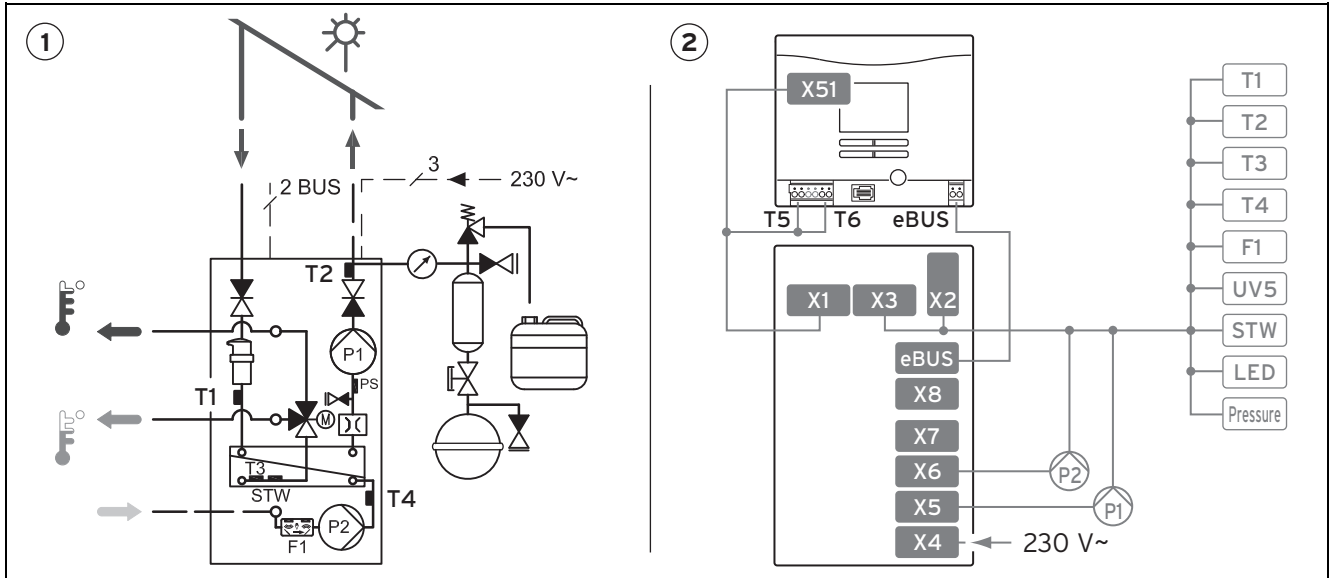 1
2 BUS
3
230 V~
T2
P1
PS
T1
M
T3
STW
T4
F1
P2
2
X51
T5 T6 eBUS
X1 X3 X2
eBUS
X8
X7
X6
X5
X4
P2
P1
230 V~
T1
T2
T3
T4
F1
UV5
STW
LED
Pressure